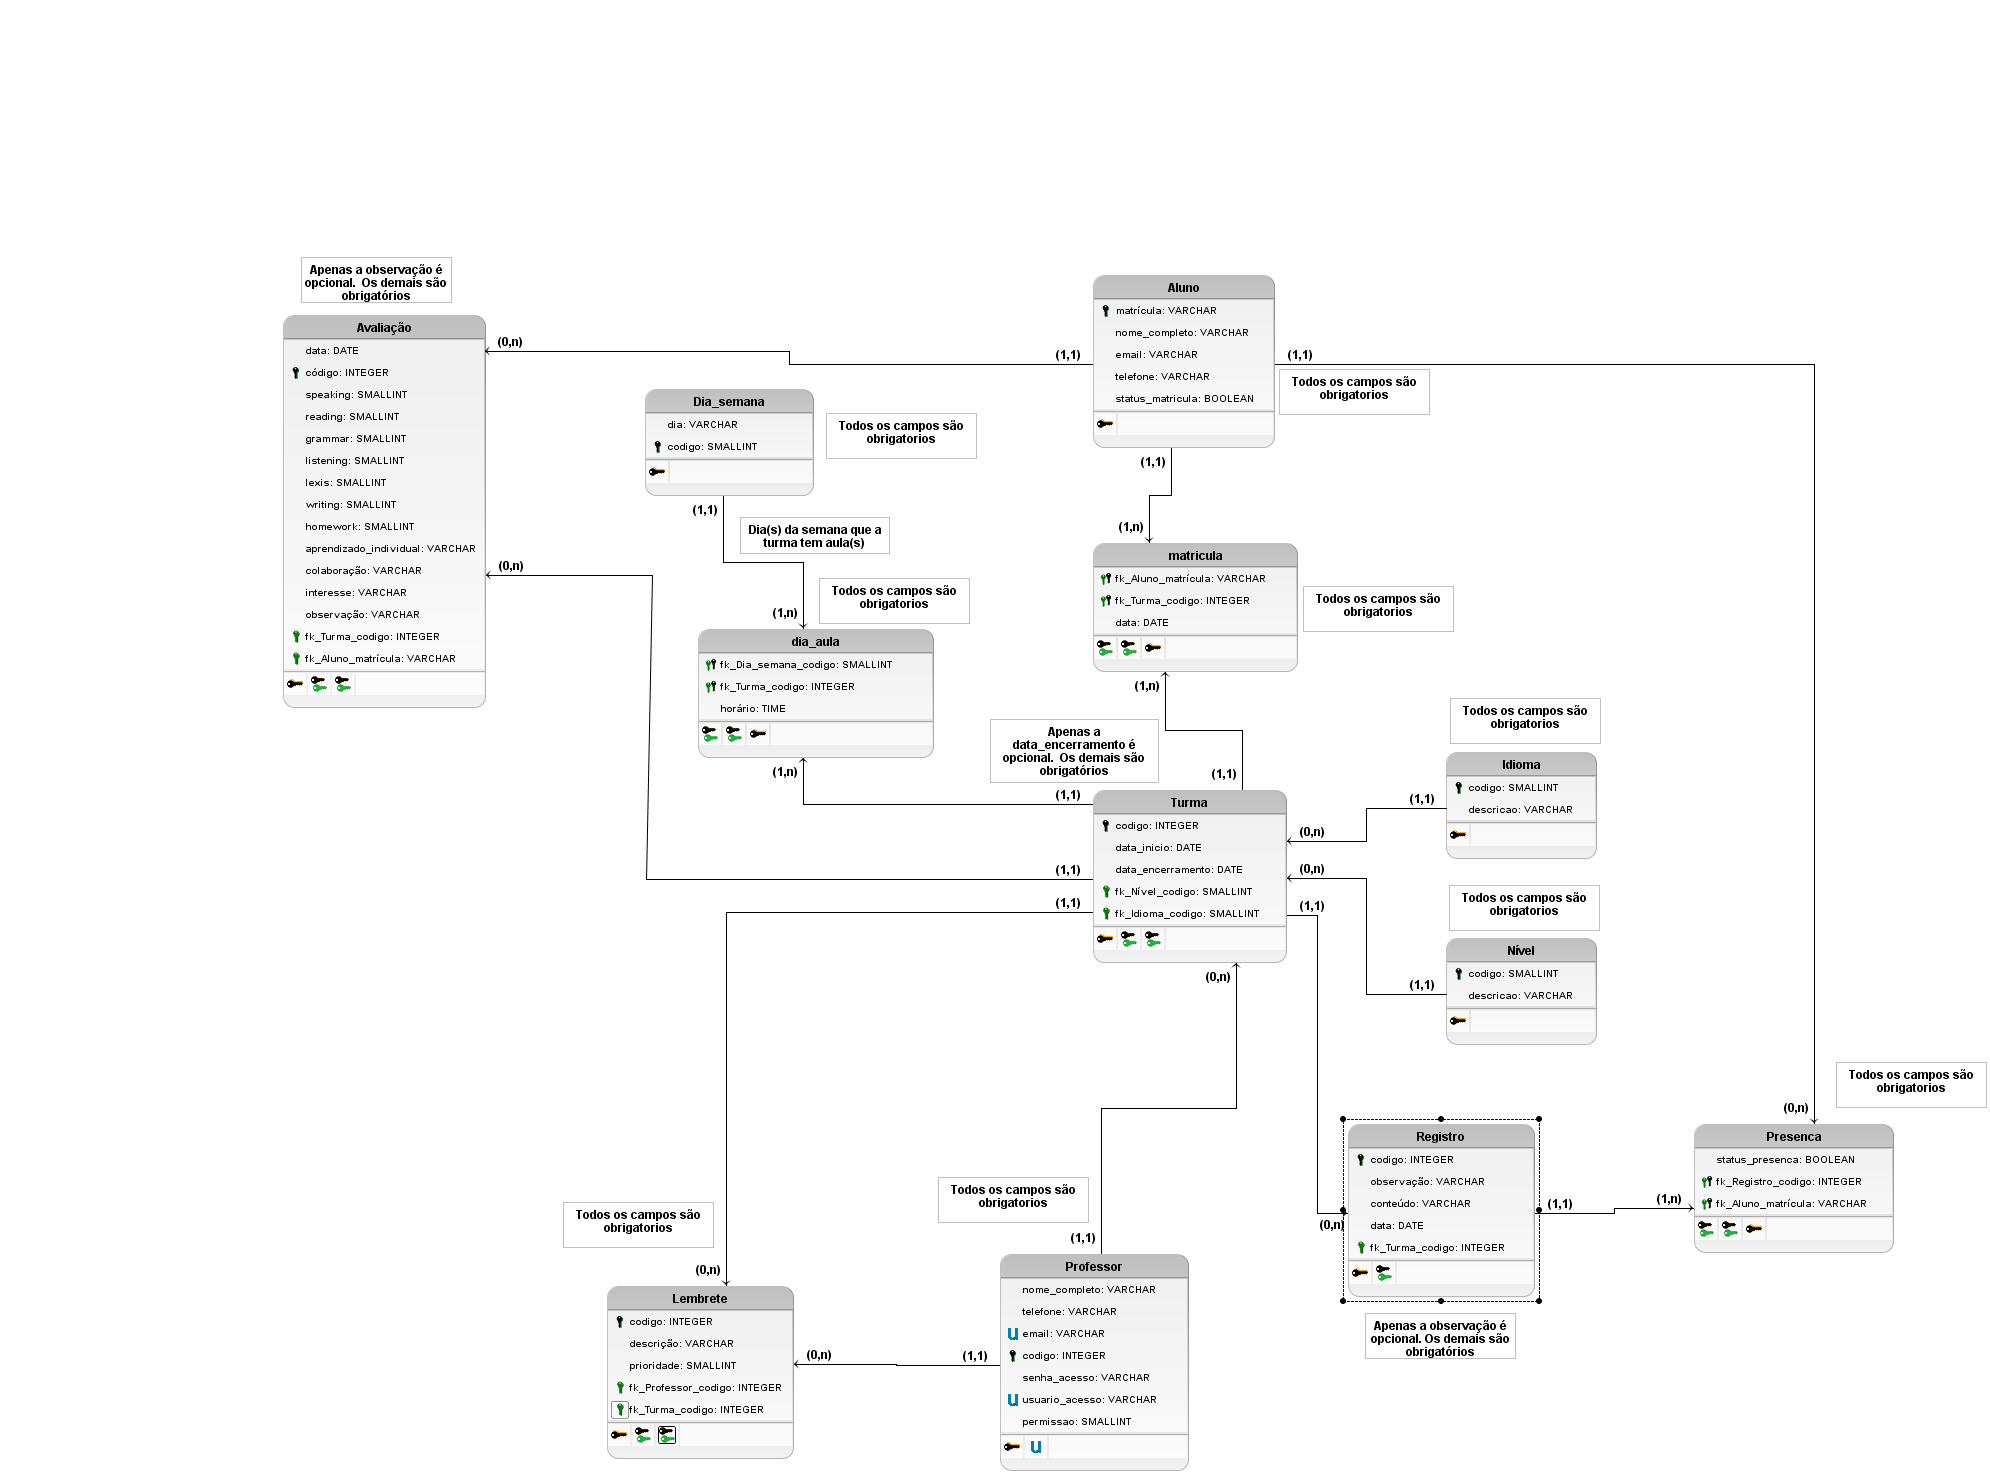 Apenas a observação é
opcional. Os demais são
obrigatórios
Avaliação
data: DATE
código: INTEGER
speaking: SMALLINT
reading: SMALLINT
grammar: SMALLINT
listening: SMALLINT
lexis: SMALLINT
writing: SMALLINT
homework: SMALLINT
aprendizado_individual: VARCHAR
colaboração: VARCHAR
interesse: VARCHAR
observação: VARCHAR
fk_Turma_codigo: INTEGER
fk_Aluno_matrícula: VARCHAR
(0,n)
(1,1)
(0,n)
Aluno
matrícula: VARCHAR
nome_completo: VARCHAR
email: VARCHAR
telefone: VARCHAR
status_matricula: BOOLEAN
(1,1)
Todos os campos são
obrigatorios
Dia_semana
dia: VARCHAR
codigo: SMALLINT
Todos os campos são
obrigatorios
(1,1)
Dia(s) da semana que a
turma tem aula(s)
Todos os campos são
obrigatorios
(1,n)
dia_aula
fk_Dia_semana_codigo: SMALLINT
fk_Turma_codigo: INTEGER
horário: TIME
(1,n)
(1,1)
(1,n)
matricula
fk_Aluno_matrícula: VARCHAR
fk_Turma_codigo: INTEGER
data: DATE
Todos os campos são
obrigatorios
(1,n)
Apenas a
data_encerramento é
opcional. Os demais são
obrigatórios
(1,1)
(1,1)
Turma
codigo: INTEGER
data_inicio: DATE
data_encerramento: DATE
fk_Nível_codigo: SMALLINT
fk_Idioma_codigo: SMALLINT
(1,1)
(1,1)
(0,n)
(0,n)
(1,1)
(0,n)
Todos os campos são
obrigatorios
Idioma
codigo: SMALLINT
descricao: VARCHAR
(1,1)
Todos os campos são
obrigatorios
Nível
codigo: SMALLINT
descricao: VARCHAR
(1,1)
Todos os campos são
obrigatorios
(0,n)
Presenca
status_presenca: BOOLEAN
fk_Registro_codigo: INTEGER
fk_Aluno_matrícula: VARCHAR
(1,n)
Registro
codigo: INTEGER
observação: VARCHAR
conteúdo: VARCHAR
data: DATE
fk_Turma_codigo: INTEGER
(1,1)
(0,n)
Apenas a observação é
opcional. Os demais são
obrigatórios
Todos os campos são
obrigatorios
(1,1)
Professor
nome_completo: VARCHAR
telefone: VARCHAR
u email: VARCHAR
codigo: INTEGER
senha_acesso: VARCHAR
u usuario_acesso: VARCHAR
permissao: SMALLINT
u
(1,1)
(0,n)
Todos os campos são
obrigatorios
(0,n)
Lembrete
codigo: INTEGER
descrição: VARCHAR
prioridade: SMALLINT
fk_Professor_codigo: INTEGER
fk_Turma_codigo: INTEGER